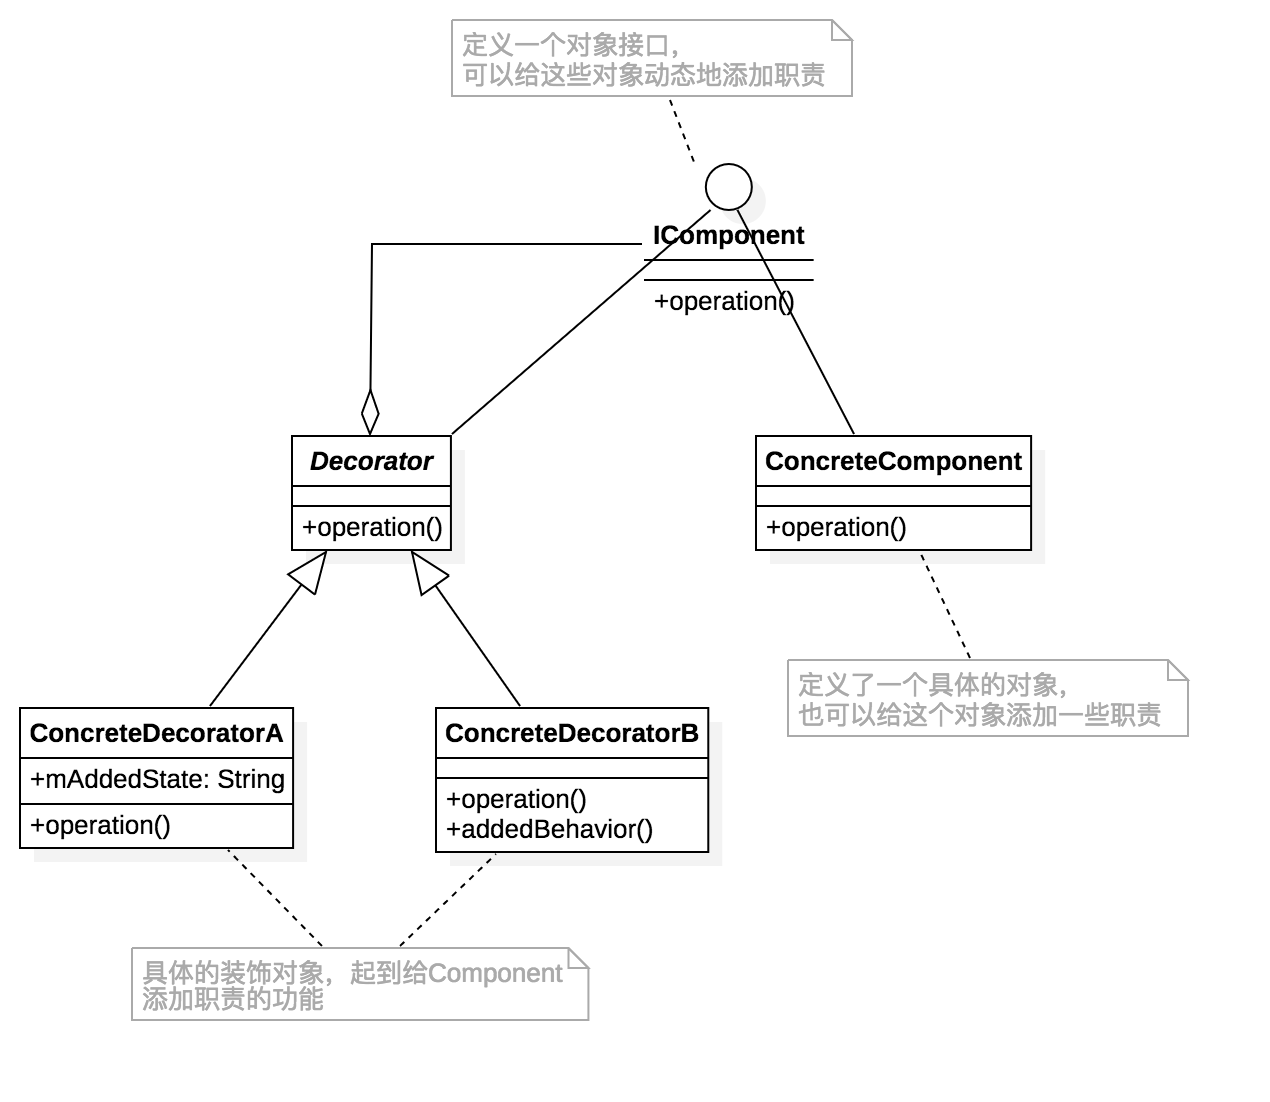 定义一个对象接口，
可以给这些对象动态地添加职责
IComponent
+operation()
Decorator
+operation()
ConcreteComponent
+operation()
定义了一个具体的对象，
也可以给这个对象添加一些职责
ConcreteDecoratorA
+mAddedState: String
+operation()
ConcreteDecoratorB
+operation()
+addedBehavior()
具体的装饰对象，起到给Component
添加职责的功能